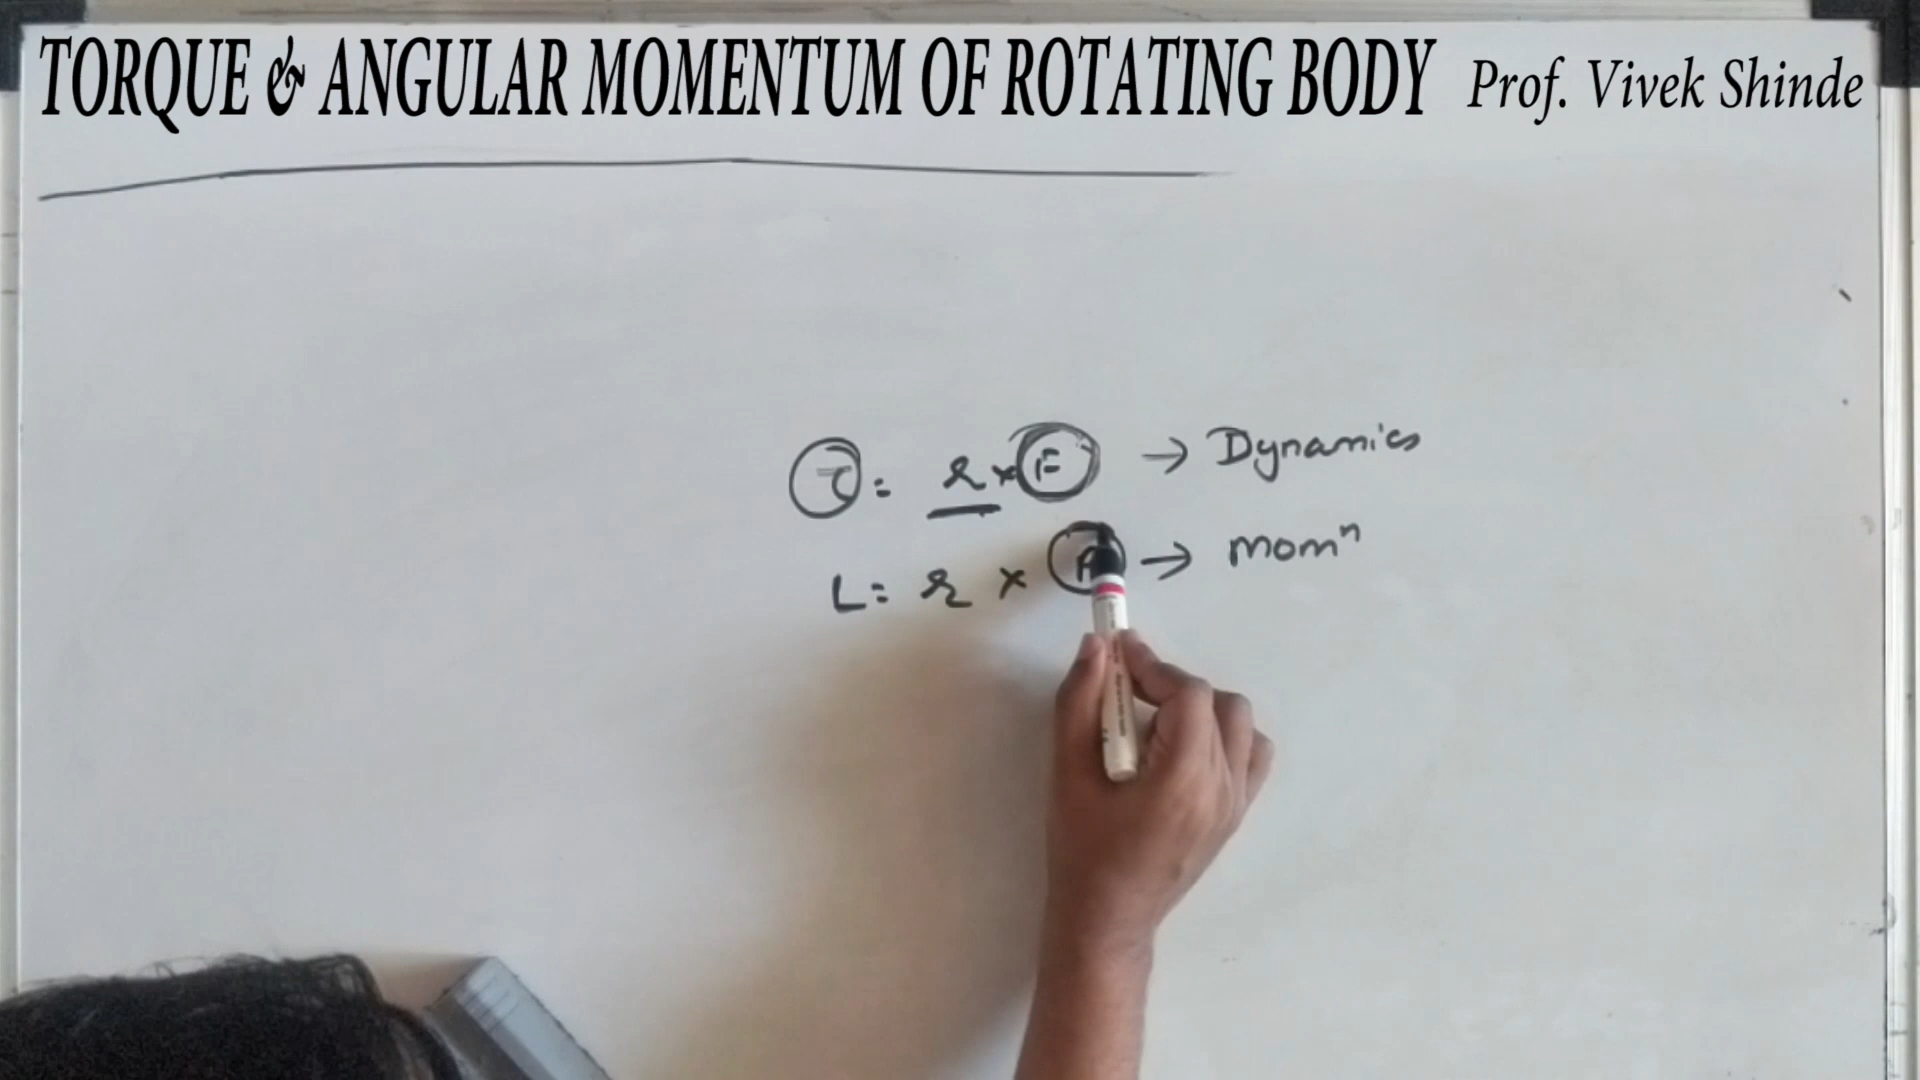 TORQUE & ANGULAR MOMENTUM OF ROTATING BODY Prof. Vivek Shinde
τ = r × F → Dynamics
L = r × P → momⁿ